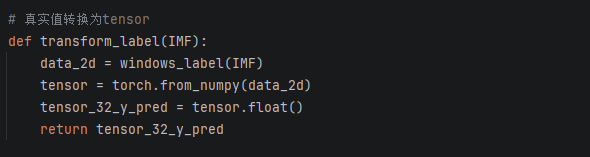 # 真实值转换为tensor
def transform_label(IMF):
    data_2d = windows_label(IMF)
    tensor = torch.from_numpy(data_2d)
    tensor_32_y_pred = tensor.float()
    return tensor_32_y_pred